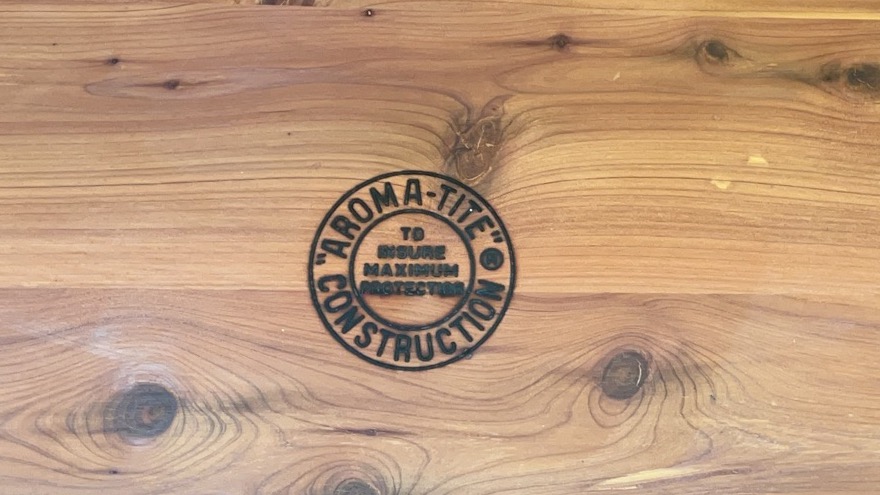 "AROMA-TITE" ®
CONSTRUCTION
TO
INSURE
MAXIMUM
PROTECTION